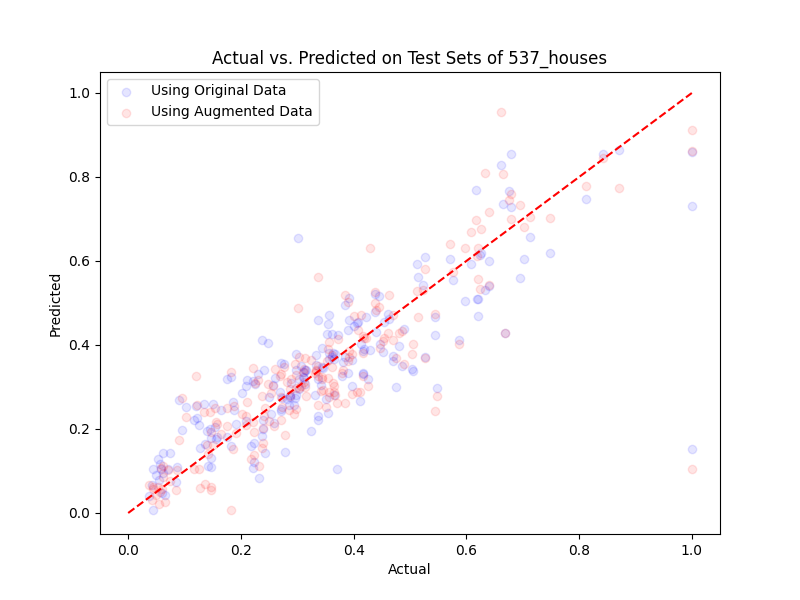 Actual vs. Predicted on Test Sets of 537_houses
Using Original Data
Using Augmented Data
1.0
0.8
0.6
0.4
0.2
0.0
Predicted
0.0 0.2 0.4 0.6 0.8 1.0
Actual